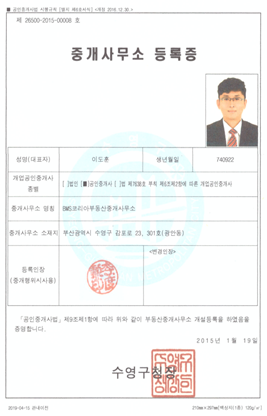 ■ 공인중개사법 시행규칙 [별지 제6호서식] <개정 2016.12.30.>
제 26500-2015-00008 호
중개사무소 등록증
성명(대표자) 이도훈 생년월일 740922
개업공인중개사 종별 [ ]법인 [■]공인중개사 [ ]법 제7638호 부칙 제6조제2항에 따른 개업공인중개사
중개사무소 명칭 BMS코리아부동산중개사무소
중개사무소 소재지 부산광역시 수영구 감포로 23, 301호(광안동)
등록인장
(중개행위시사용)
<변경인장>
「공인중개사법」제9조제1항에 따라 위와 같이 부동산중개사무소 개설등록을 하였음을
증명합니다.
2015 년 1 월 19 일
수영구청장
210mm×297mm[백상지(1종) 120g/㎡]